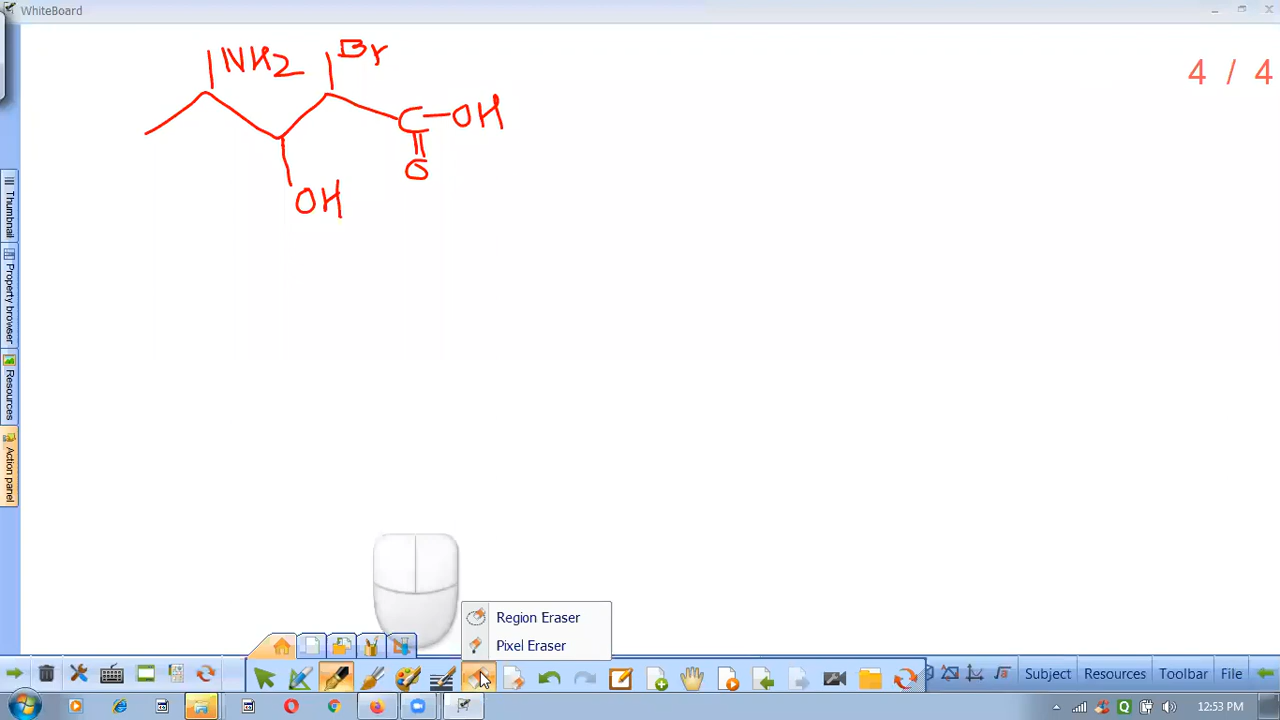 WhiteBoard
4 / 4
NH2 Br
C-OH
O
OH
Thumbnail
Property browser
Resources
Action panel
Region Eraser
Pixel Eraser
Subject Resources Toolbar File
12:53 PM